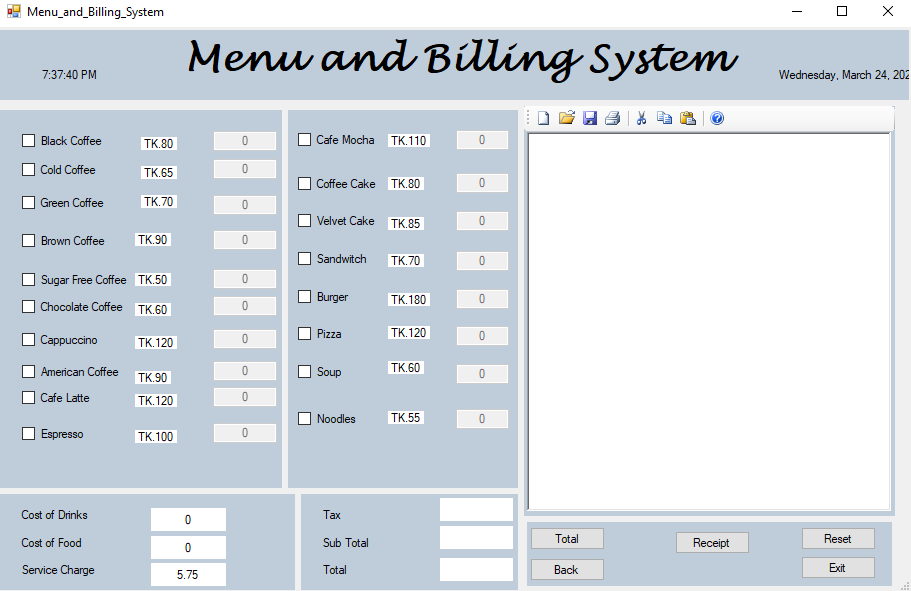 Menu_and_Billing_System
Menu and Billing System
7:37:40 PM
Wednesday, March 24, 202
Black Coffee TK.80 0
Cold Coffee TK.65 0
Green Coffee TK.70 0
Brown Coffee TK.90 0
Sugar Free Coffee TK.50 0
Chocolate Coffee TK.60 0
Cappuccino TK.120 0
American Coffee TK.90 0
Cafe Latte TK.120 0
Espresso TK.100 0
Cafe Mocha TK.110 0
Coffee Cake TK.80 0
Velvet Cake TK.85 0
Sandwitch TK.70 0
Burger TK.180 0
Pizza TK.120 0
Soup TK.60 0
Noodles TK.55 0
Cost of Drinks 0
Cost of Food 0
Service Charge 5.75
Tax
Sub Total
Total
Total
Receipt
Reset
Back
Exit